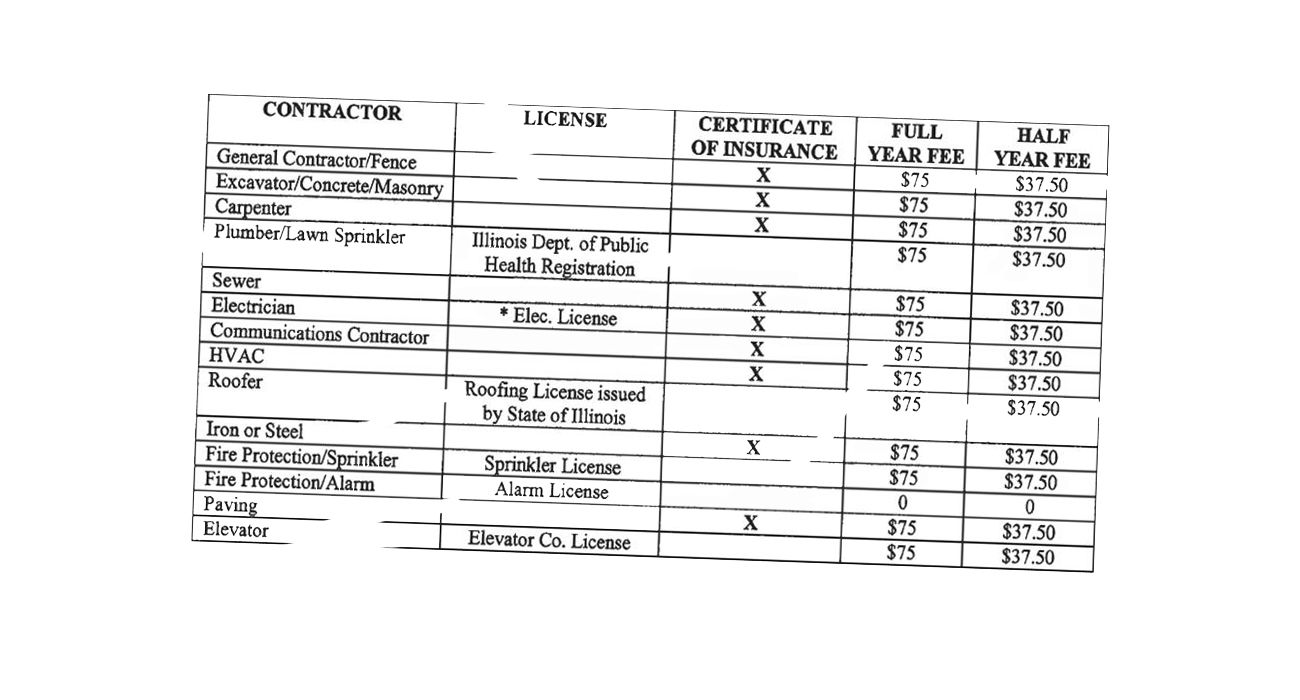 CONTRACTOR LICENSE CERTIFICATE OF INSURANCE FULL YEAR FEE HALF YEAR FEE
General Contractor/Fence X $75 $37.50
Excavator/Concrete/Masonry X $75 $37.50
Carpenter X $75 $37.50
Plumber/Lawn Sprinkler Illinois Dept. of Public Health Registration $75 $37.50
Sewer X $75 $37.50
Electrician * Elec. License X $75 $37.50
Communications Contractor X $75 $37.50
HVAC X $75 $37.50
Roofer Roofing License issued by State of Illinois $75 $37.50
Iron or Steel X $75 $37.50
Fire Protection/Sprinkler Sprinkler License $75 $37.50
Fire Protection/Alarm Alarm License 0 0
Paving X $75 $37.50
Elevator Elevator Co. License $75 $37.50